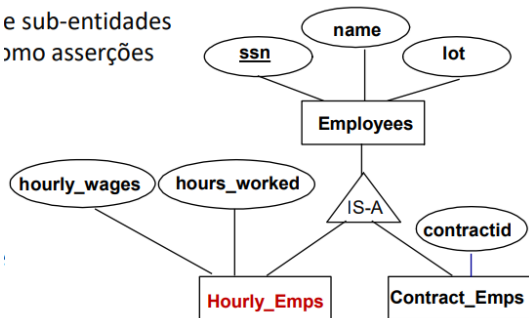 e sub-entidades
omo asserções
name
ssn
lot
Employees
hourly_wages
hours_worked
IS-A
contractid
Hourly_Emps
Contract_Emps